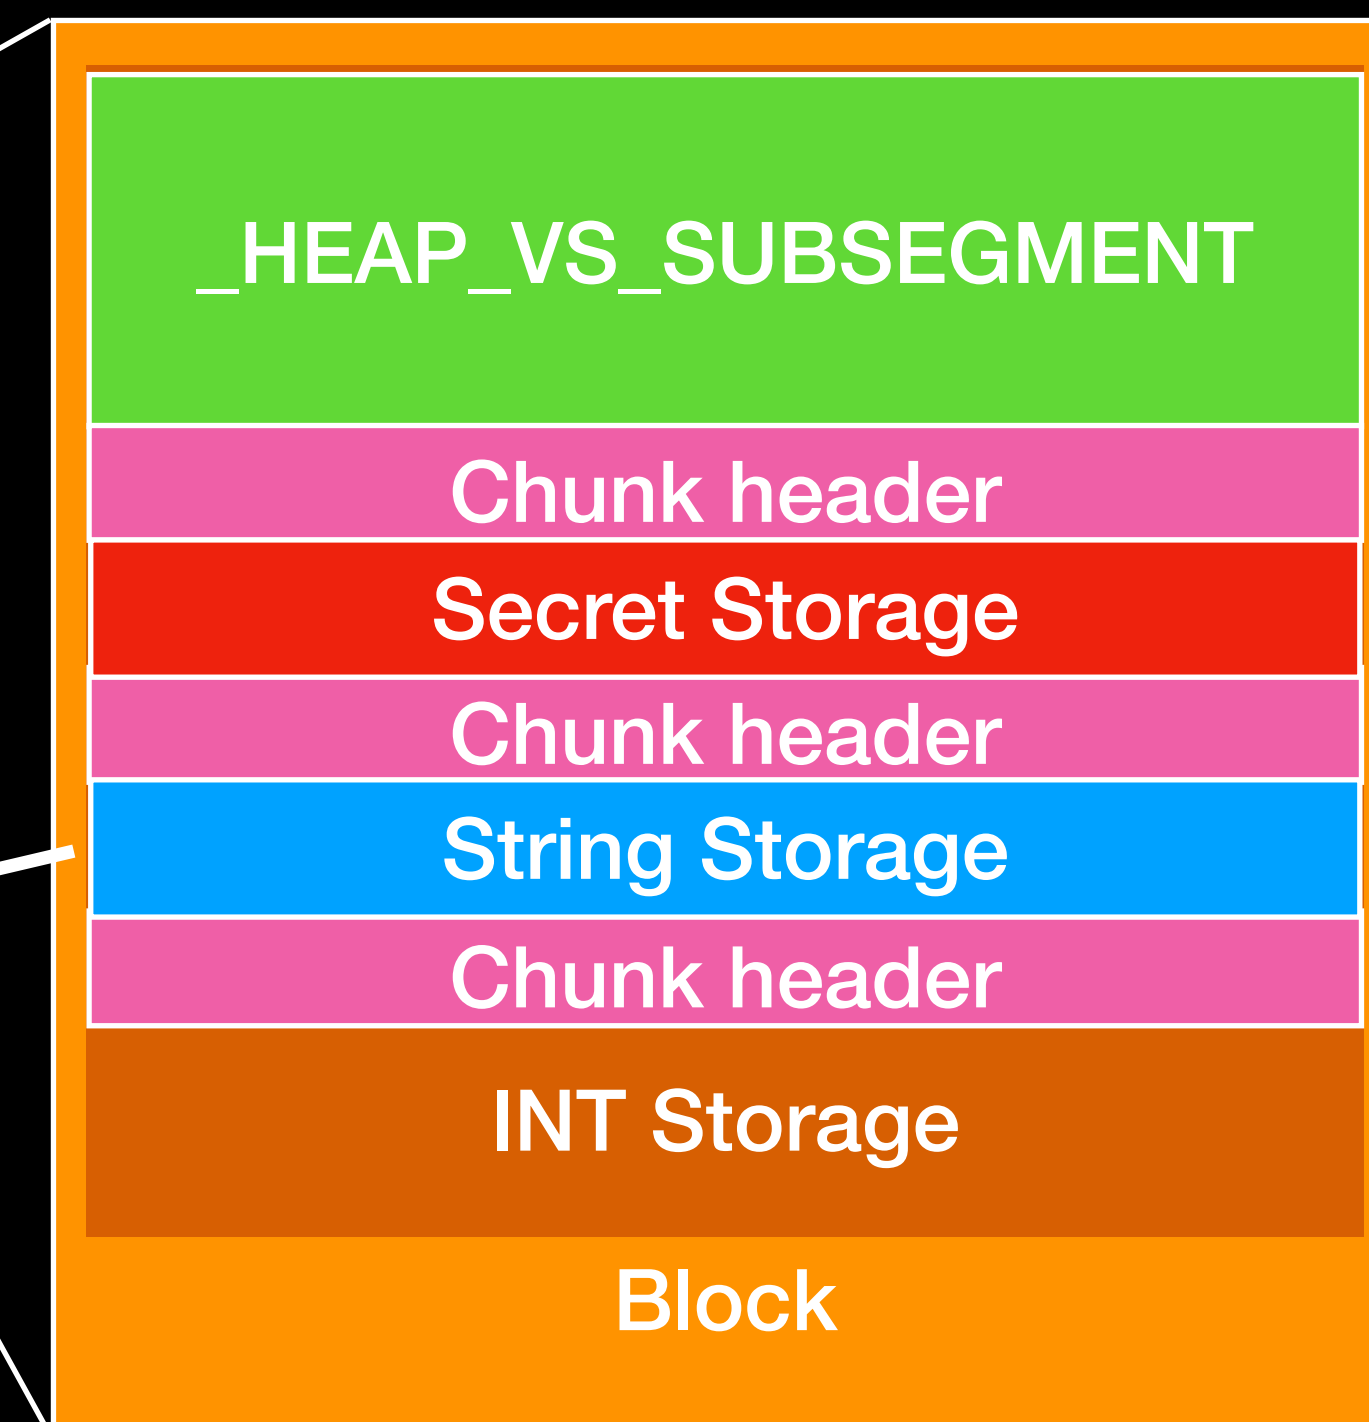 _HEAP_VS_SUBSEGMENT
Chunk header
Secret Storage
Chunk header
String Storage
Chunk header
INT Storage
Block